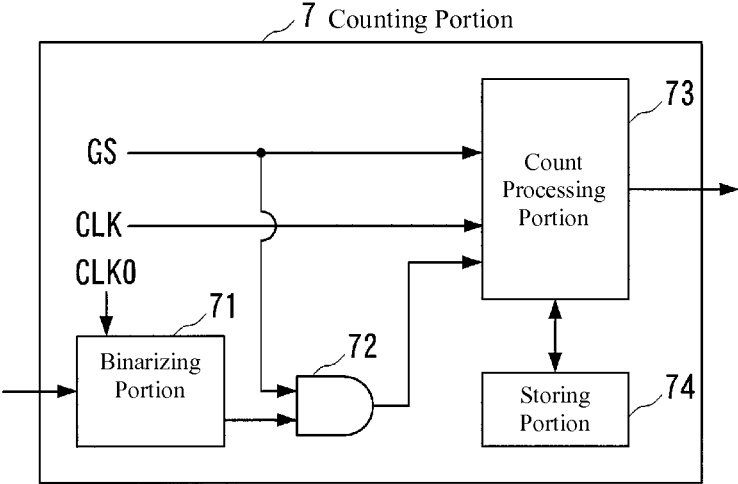 7 Counting Portion
73
GS
Count
Processing
Portion
CLK
CLK0
71
Binarizing
Portion
72
74
Storing
Portion